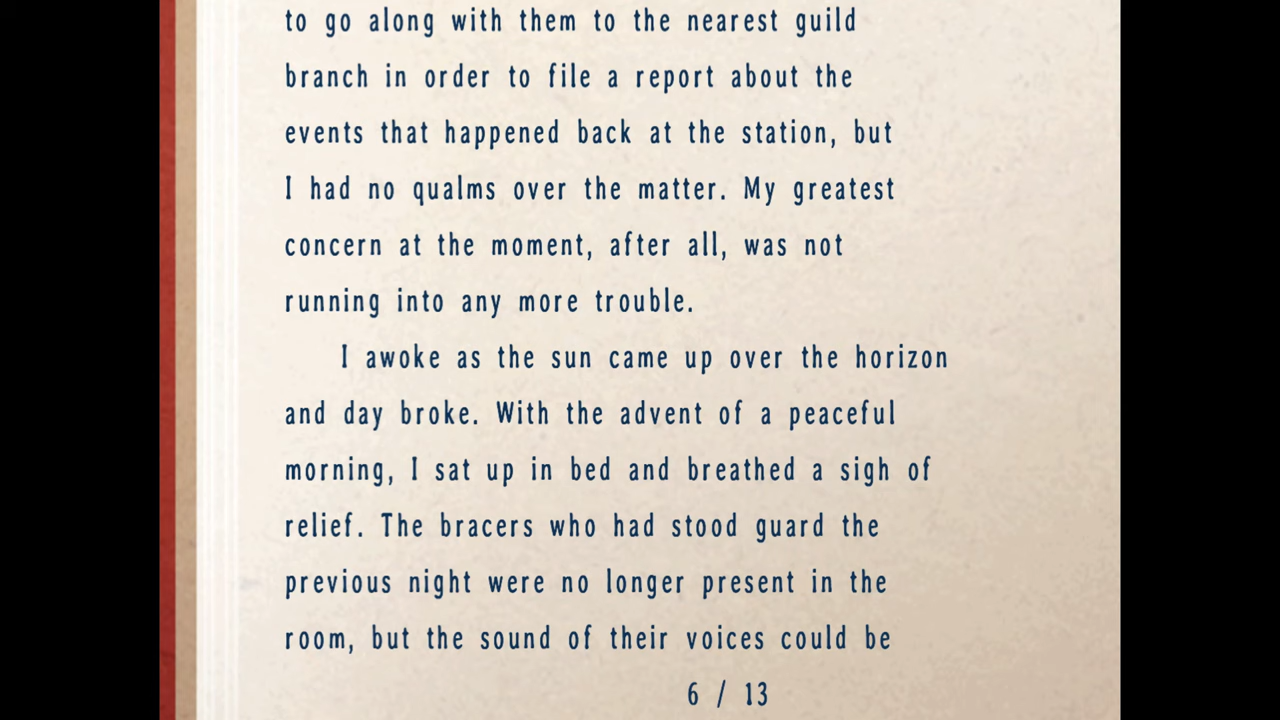 to go along with them to the nearest guild
branch in order to file a report about the
events that happened back at the station, but
I had no qualms over the matter. My greatest
concern at the moment, after all, was not
running into any more trouble.
I awoke as the sun came up over the horizon
and day broke. With the advent of a peaceful
morning, I sat up in bed and breathed a sigh of
relief. The bracers who had stood guard the
previous night were no longer present in the
room, but the sound of their voices could be
6 / 13